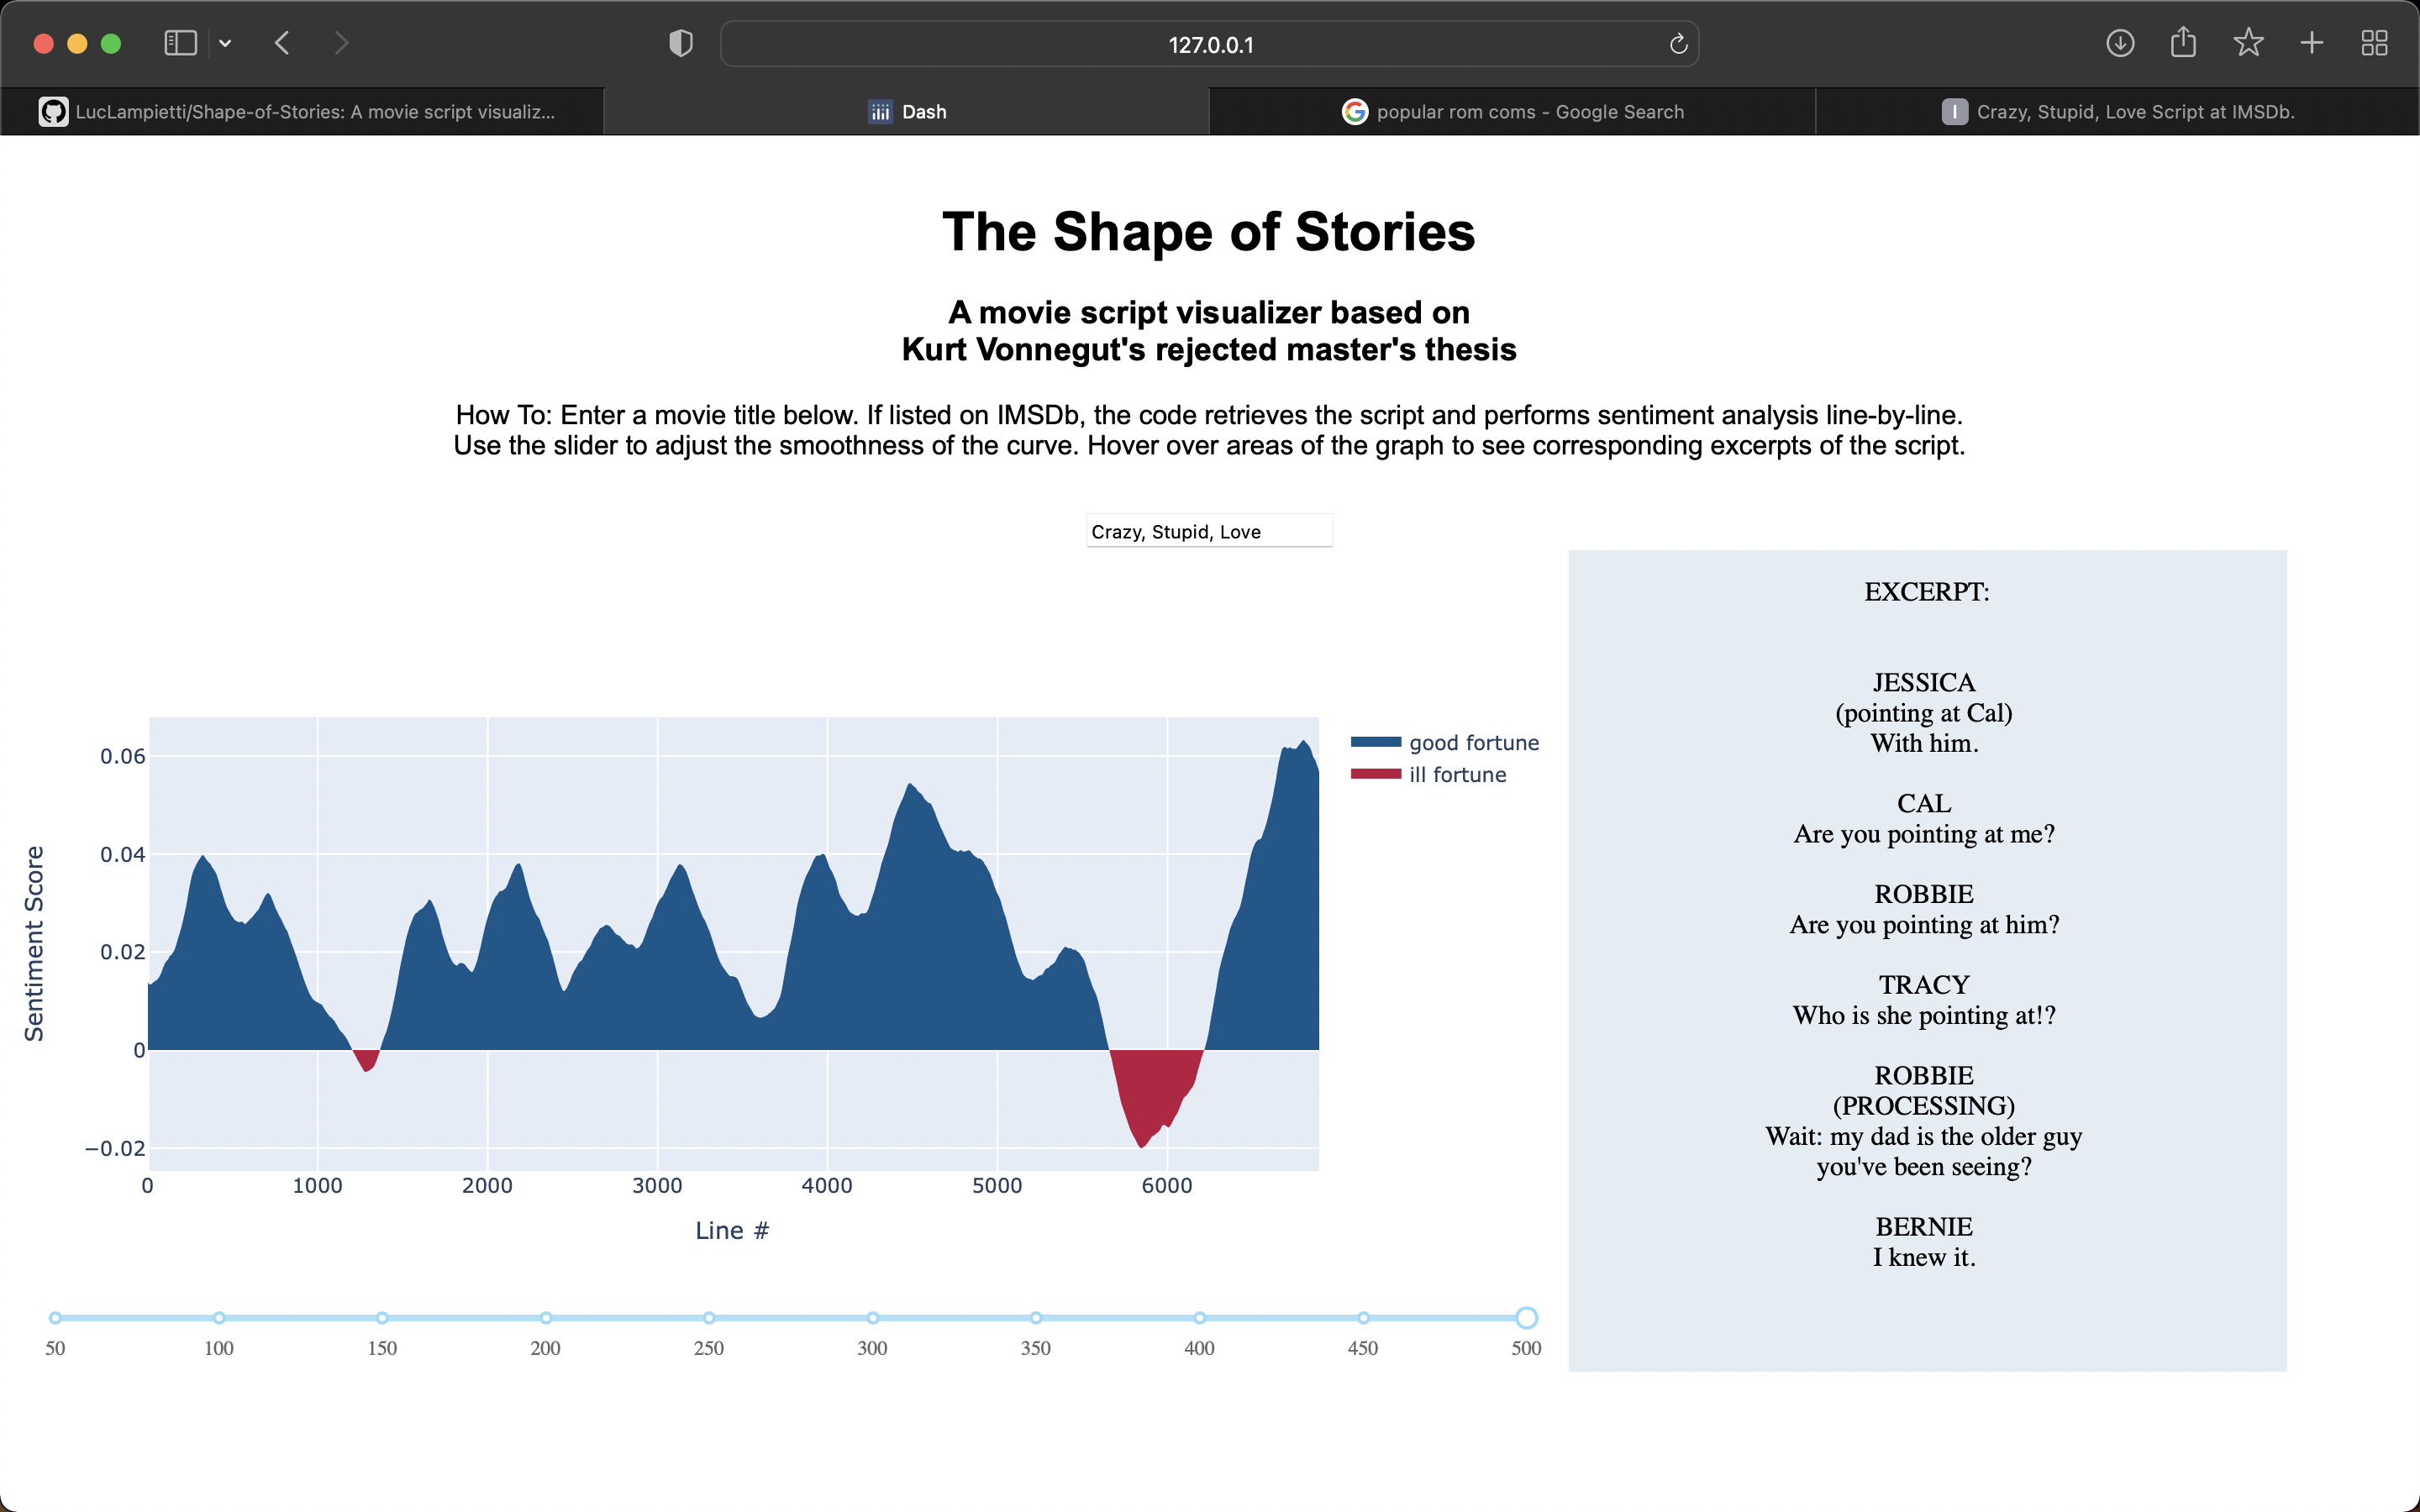 127.0.0.1
LucLampietti/Shape-of-Stories: A movie script visualiz...
Dash
popular rom coms - Google Search
I
Crazy, Stupid, Love Script at IMSDb.
The Shape of Stories
A movie script visualizer based on
Kurt Vonnegut's rejected master's thesis
How To: Enter a movie title below. If listed on IMSDb, the code retrieves the script and performs sentiment analysis line-by-line.
Use the slider to adjust the smoothness of the curve. Hover over areas of the graph to see corresponding excerpts of the script.
Crazy, Stupid, Love
Sentiment Score
0.06
0.04
0.02
0
−0.02
0 1000 2000 3000 4000 5000 6000
Line #
good fortune
ill fortune
50 100 150 200 250 300 350 400 450 500
EXCERPT:
JESSICA
(pointing at Cal)
With him.
CAL
Are you pointing at me?
ROBBIE
Are you pointing at him?
TRACY
Who is she pointing at!?
ROBBIE
(PROCESSING)
Wait: my dad is the older guy
you've been seeing?
BERNIE
I knew it.